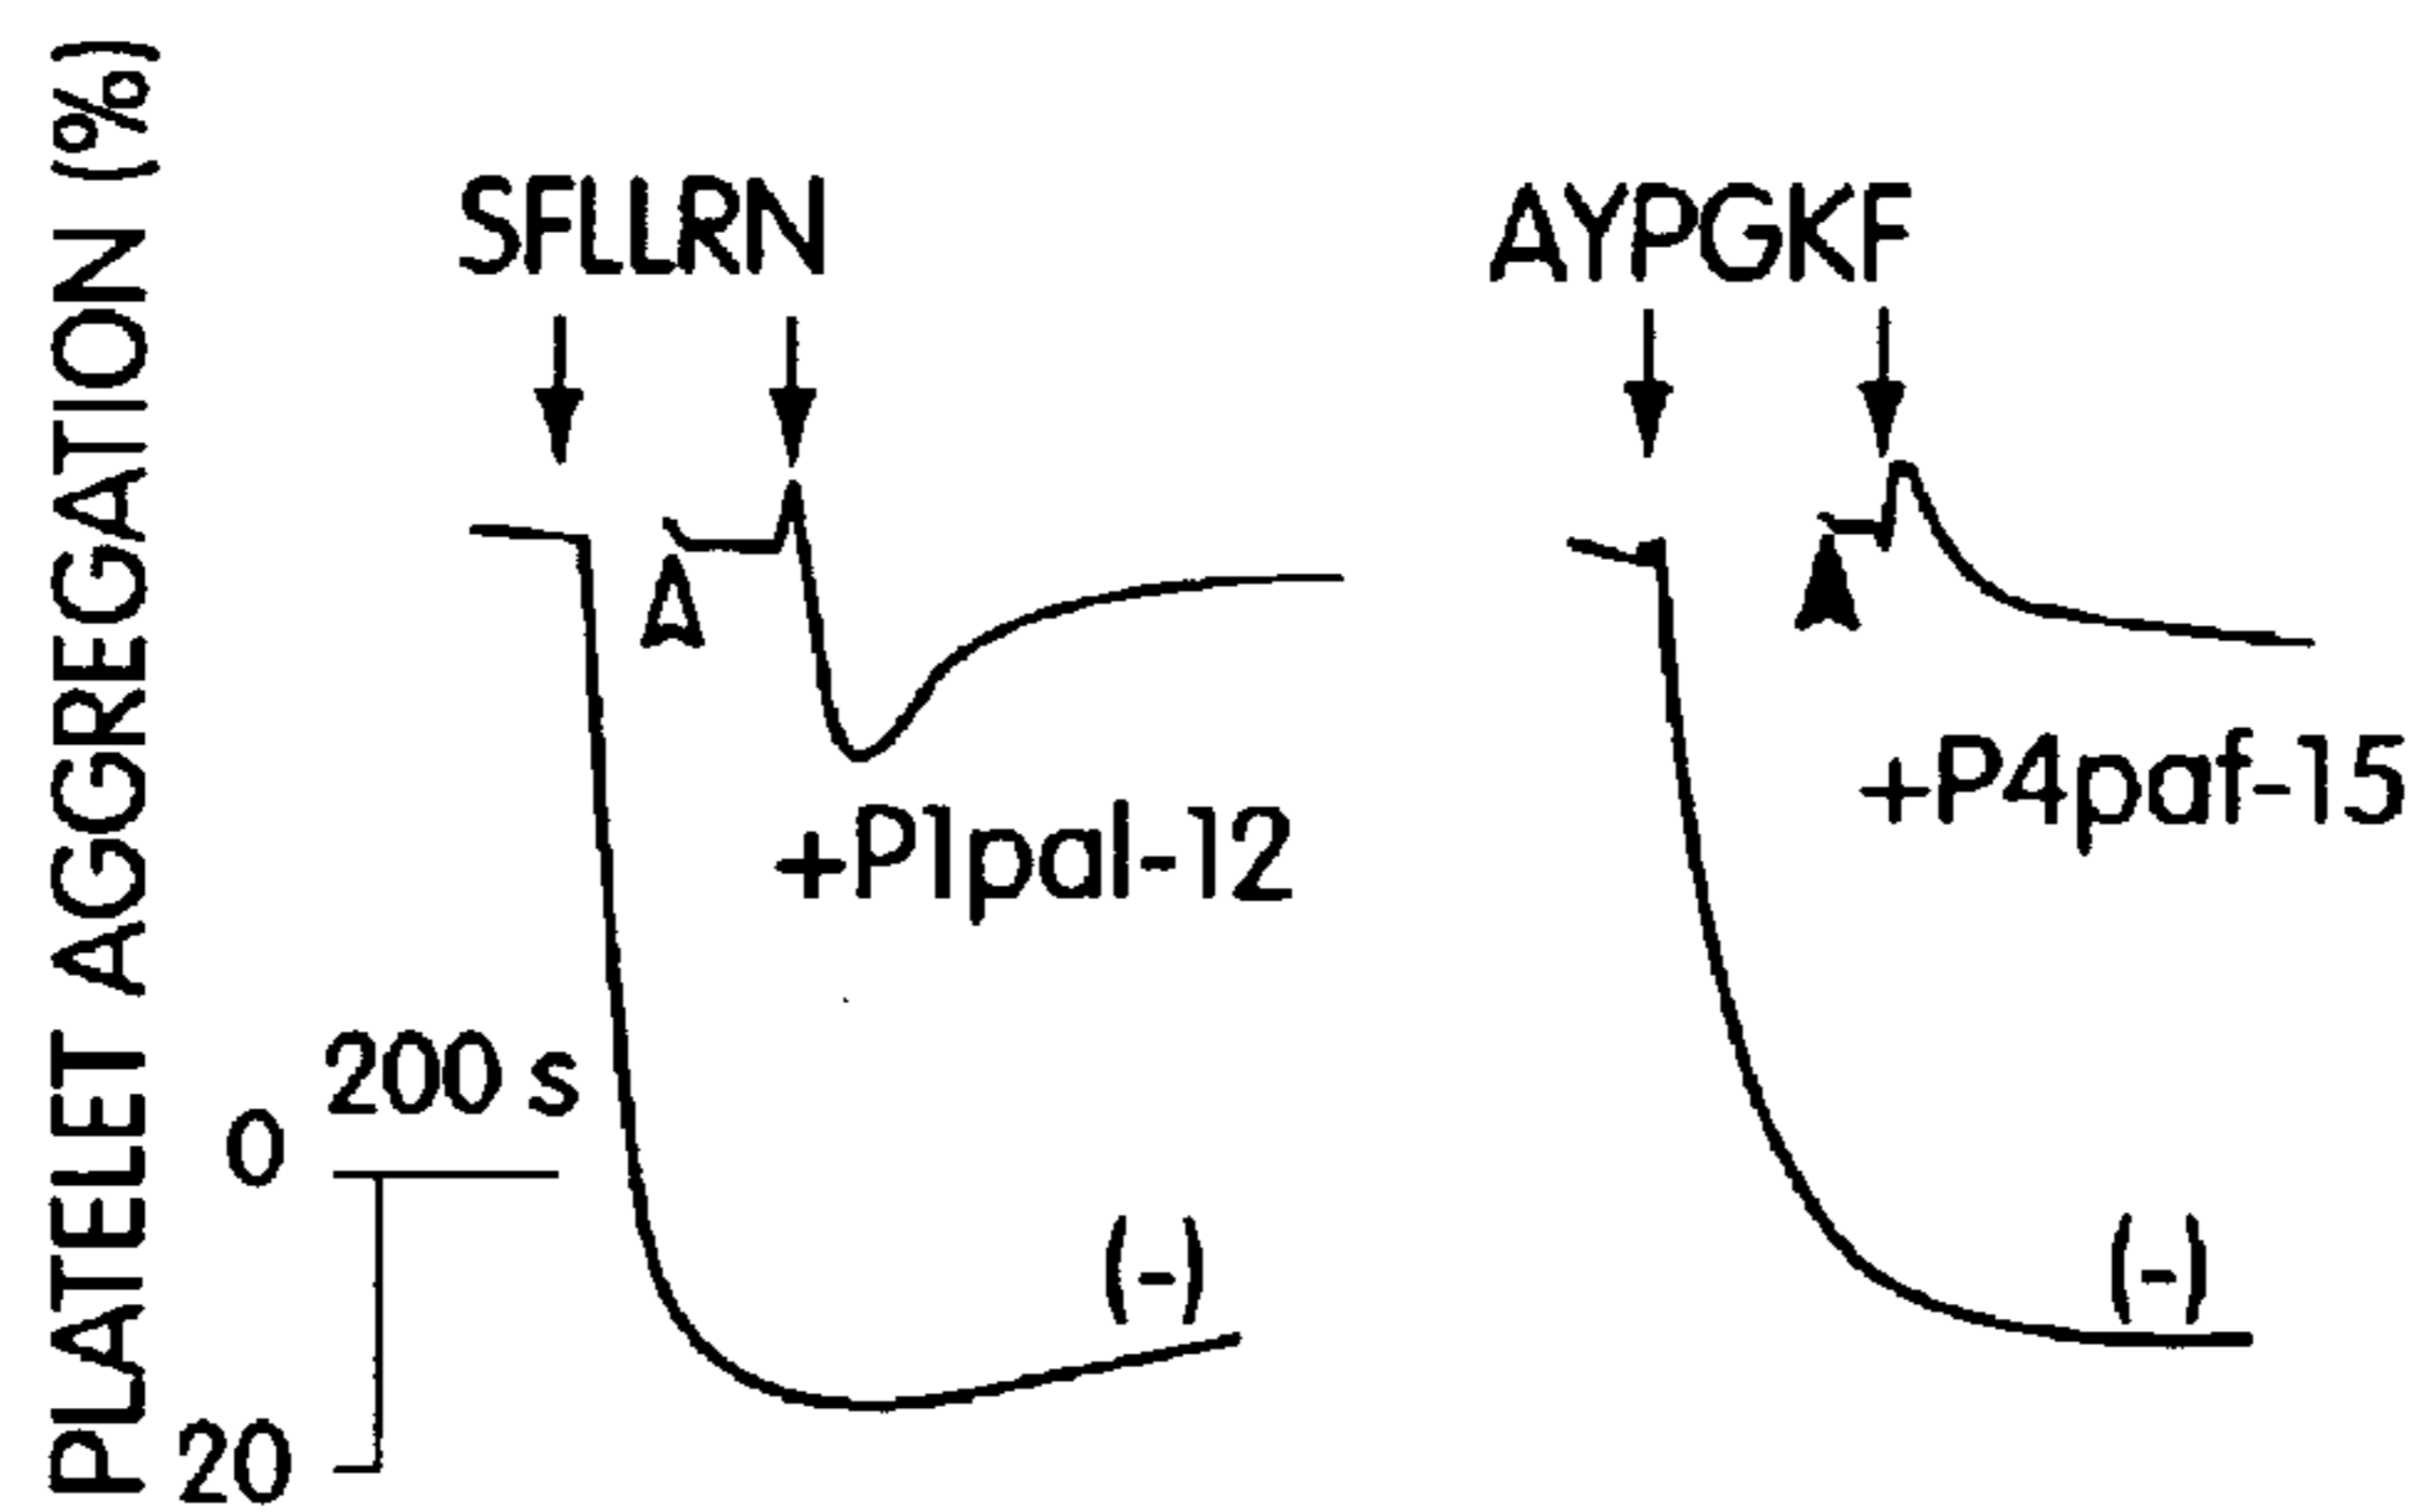 PLATELET AGGREGATION (%)
SFLLRN
AYPGKF
+P1pal-12
+P4paf-15
200 s
0
20
(-)
(-)